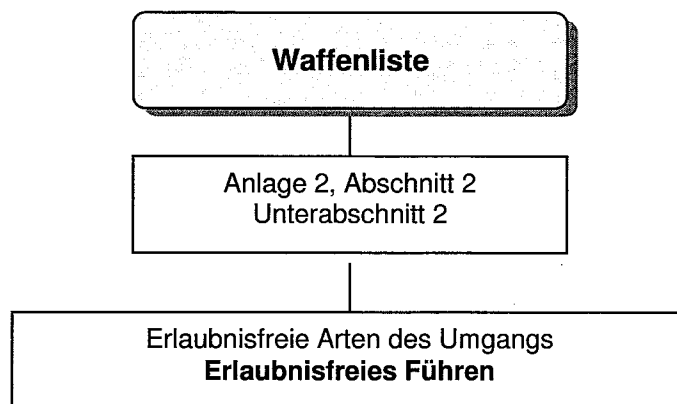 Waffenliste
Anlage 2, Abschnitt 2
Unterabschnitt 2
Erlaubnisfreie Arten des Umgangs
Erlaubnisfreies Führen